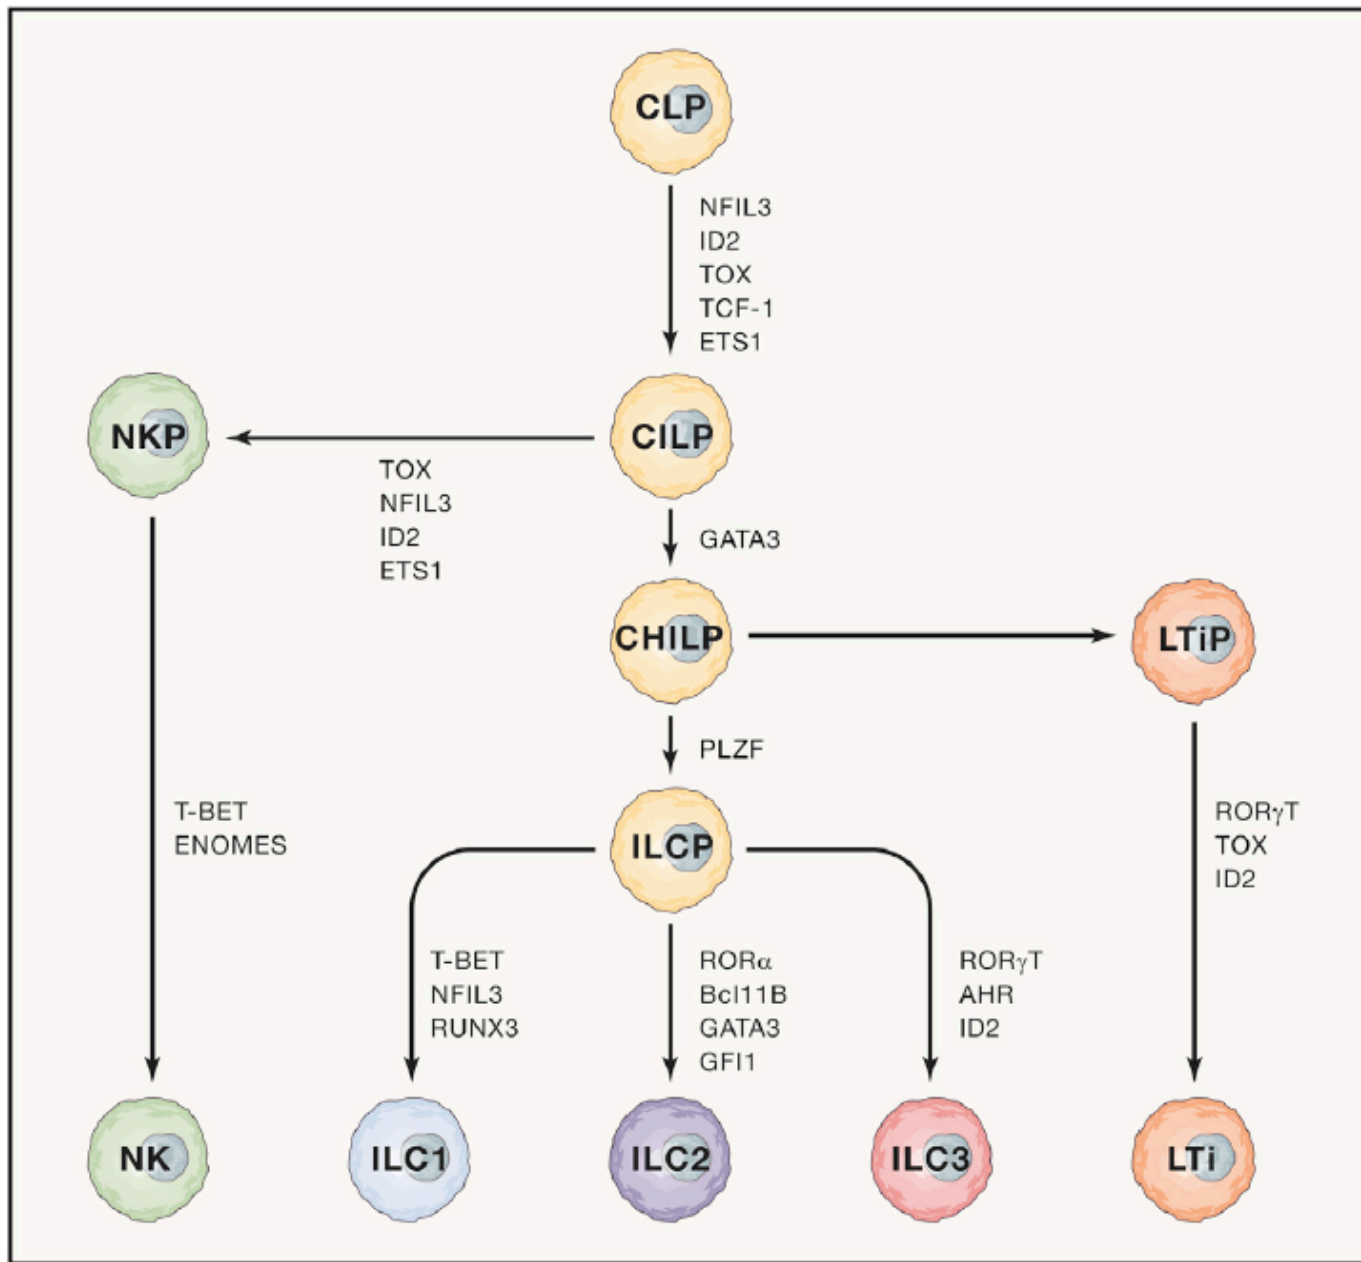 CLP
NFIL3
ID2
TOX
TCF-1
ETS1
NKP
CILP
TOX
NFIL3
ID2
ETS1
GATA3
CHILP
LTiP
PLZF
T-BET
ENOMES
ILCP
RORγT
TOX
ID2
T-BET
NFIL3
RUNX3
RORα
Bcl11B
GATA3
GFI1
RORγT
AHR
ID2
NK
ILC1
ILC2
ILC3
LTi